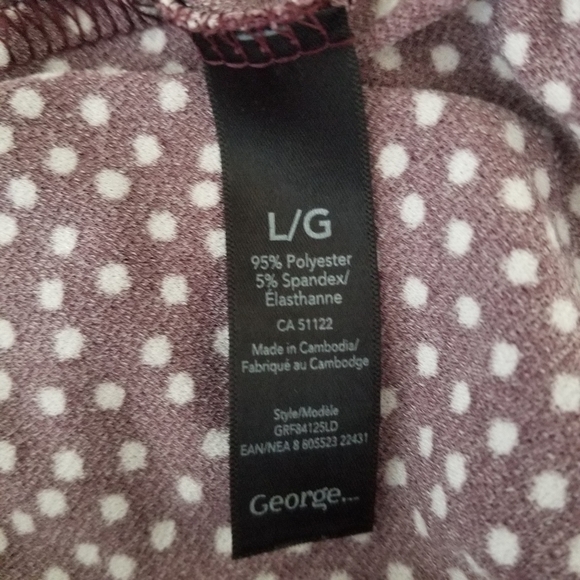 L/G
95% Polyester
5% Spandex/
Élasthanne
CA 51122
Made in Cambodia/
Fabriqué au Cambodge
Style/Modèle
GRF84125LD
EAN/NEA 8 805523 22431
George...